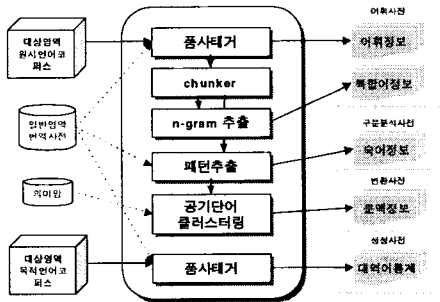 대상영역
원시언어코
퍼스
일반영역
번역사전
의미망
대상영역
목적언어코
퍼스
품사태거
chunker
n-gram 추출
패턴추출
공기단어
클러스터링
품사태거
어휘사전
어휘정보
복합어정보
구문분석사전
숙어정보
변환사전
문맥정보
생성사전
대역어통계